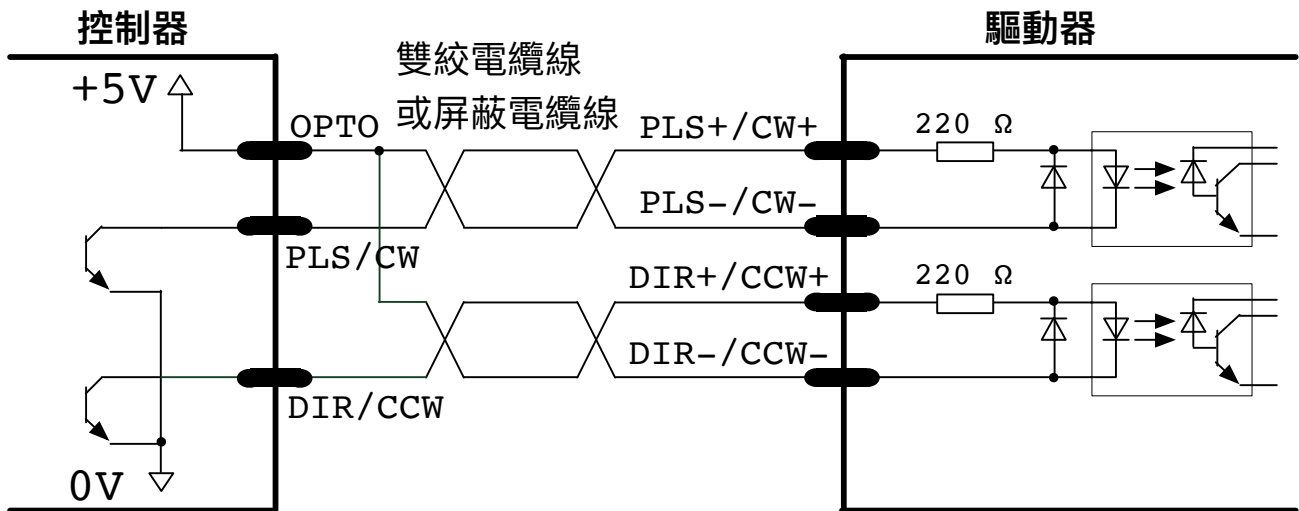 控制器
驅動器
雙絞電纜線
或屏蔽電纜線
+5V
OPTO
PLS+/CW+
220 Ω
PLS-/CW-
PLS/CW
DIR+/CCW+
220 Ω
DIR-/CCW-
DIR/CCW
0V